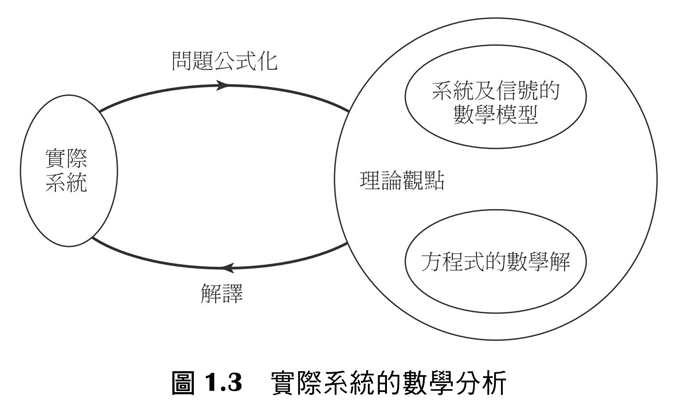 問題公式化
系統及信號的
數學模型
實際
系統
理論觀點
方程式的數學解
解譯
圖 1.3 實際系統的數學分析